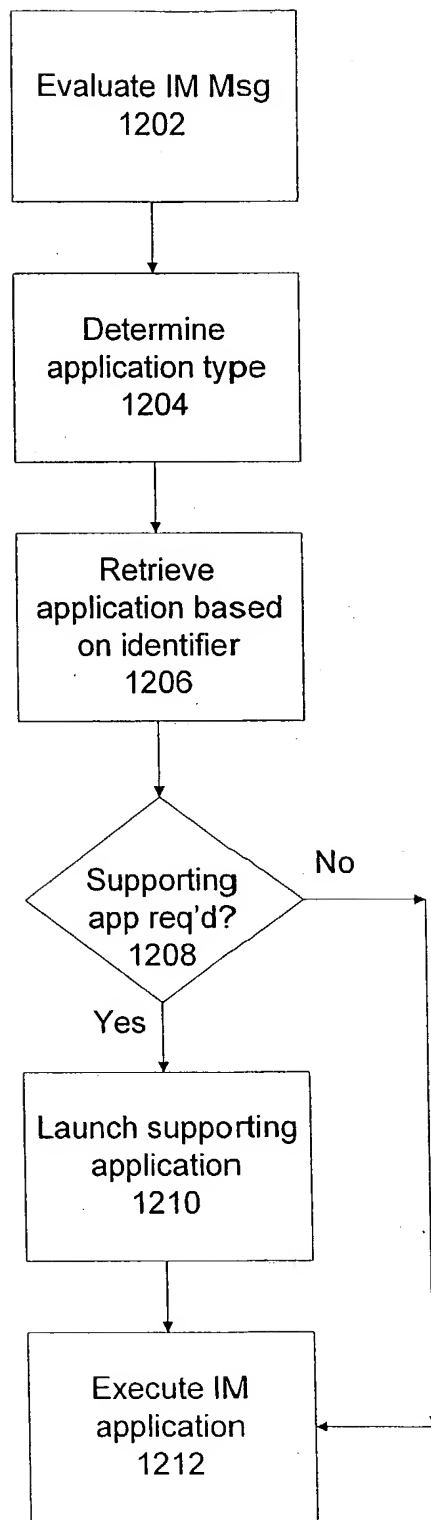 Evaluate IM Msg
1202
Determine
application type
1204
Retrieve
application based
on identifier
1206
Supporting
app req'd?
1208
No
Yes
Launch supporting
application
1210
Execute IM
application
1212